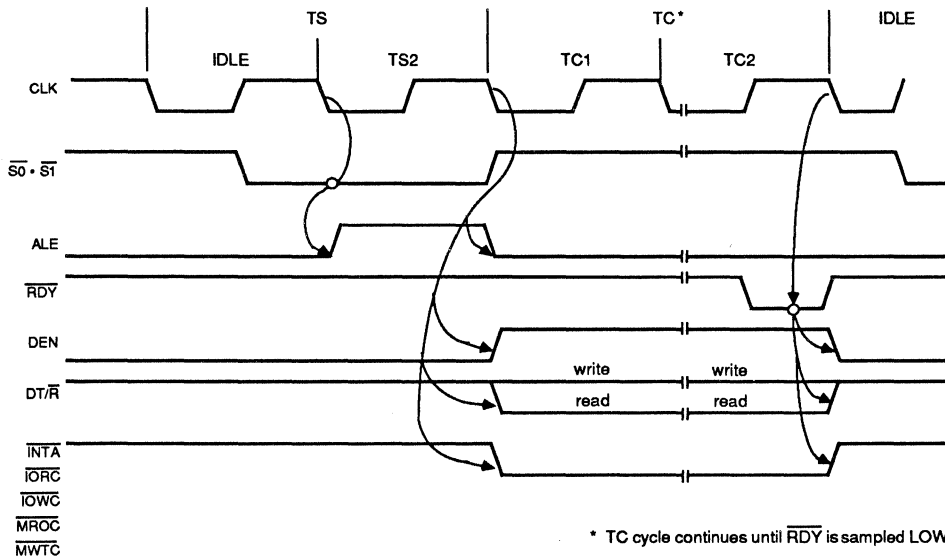 TS TC* IDLE
IDLE TS2 TC1 TC2
CLK
S0 • S1
ALE
RDY
DEN
write write
DT/R
read read
INTA
IORC
IOWC
MROC
* TC cycle continues until RDY is sampled LOW
MWTC